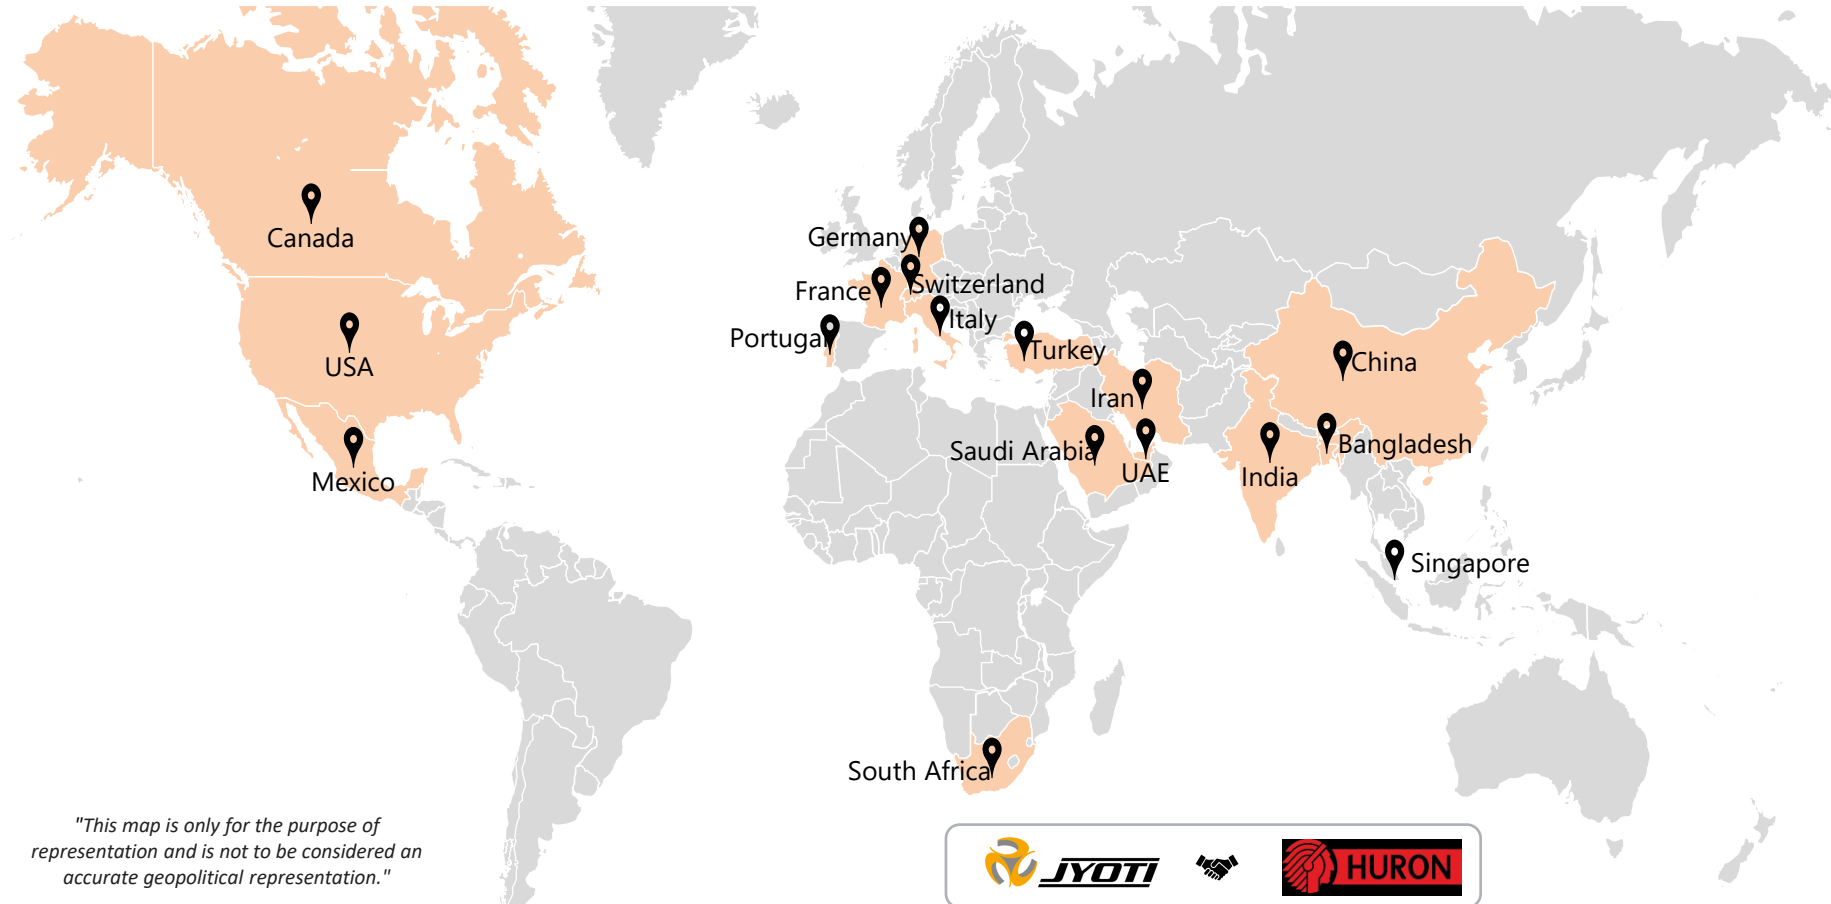 Canada
Germany
Switzerland
France
Italy
Portugal
USA
Turkey
China
Iran
Bangladesh
Saudi Arabia
UAE
India
Mexico
Singapore
South Africa
"This map is only for the purpose of
representation and is not to be considered an
accurate geopolitical representation."
JYOTI
HURON